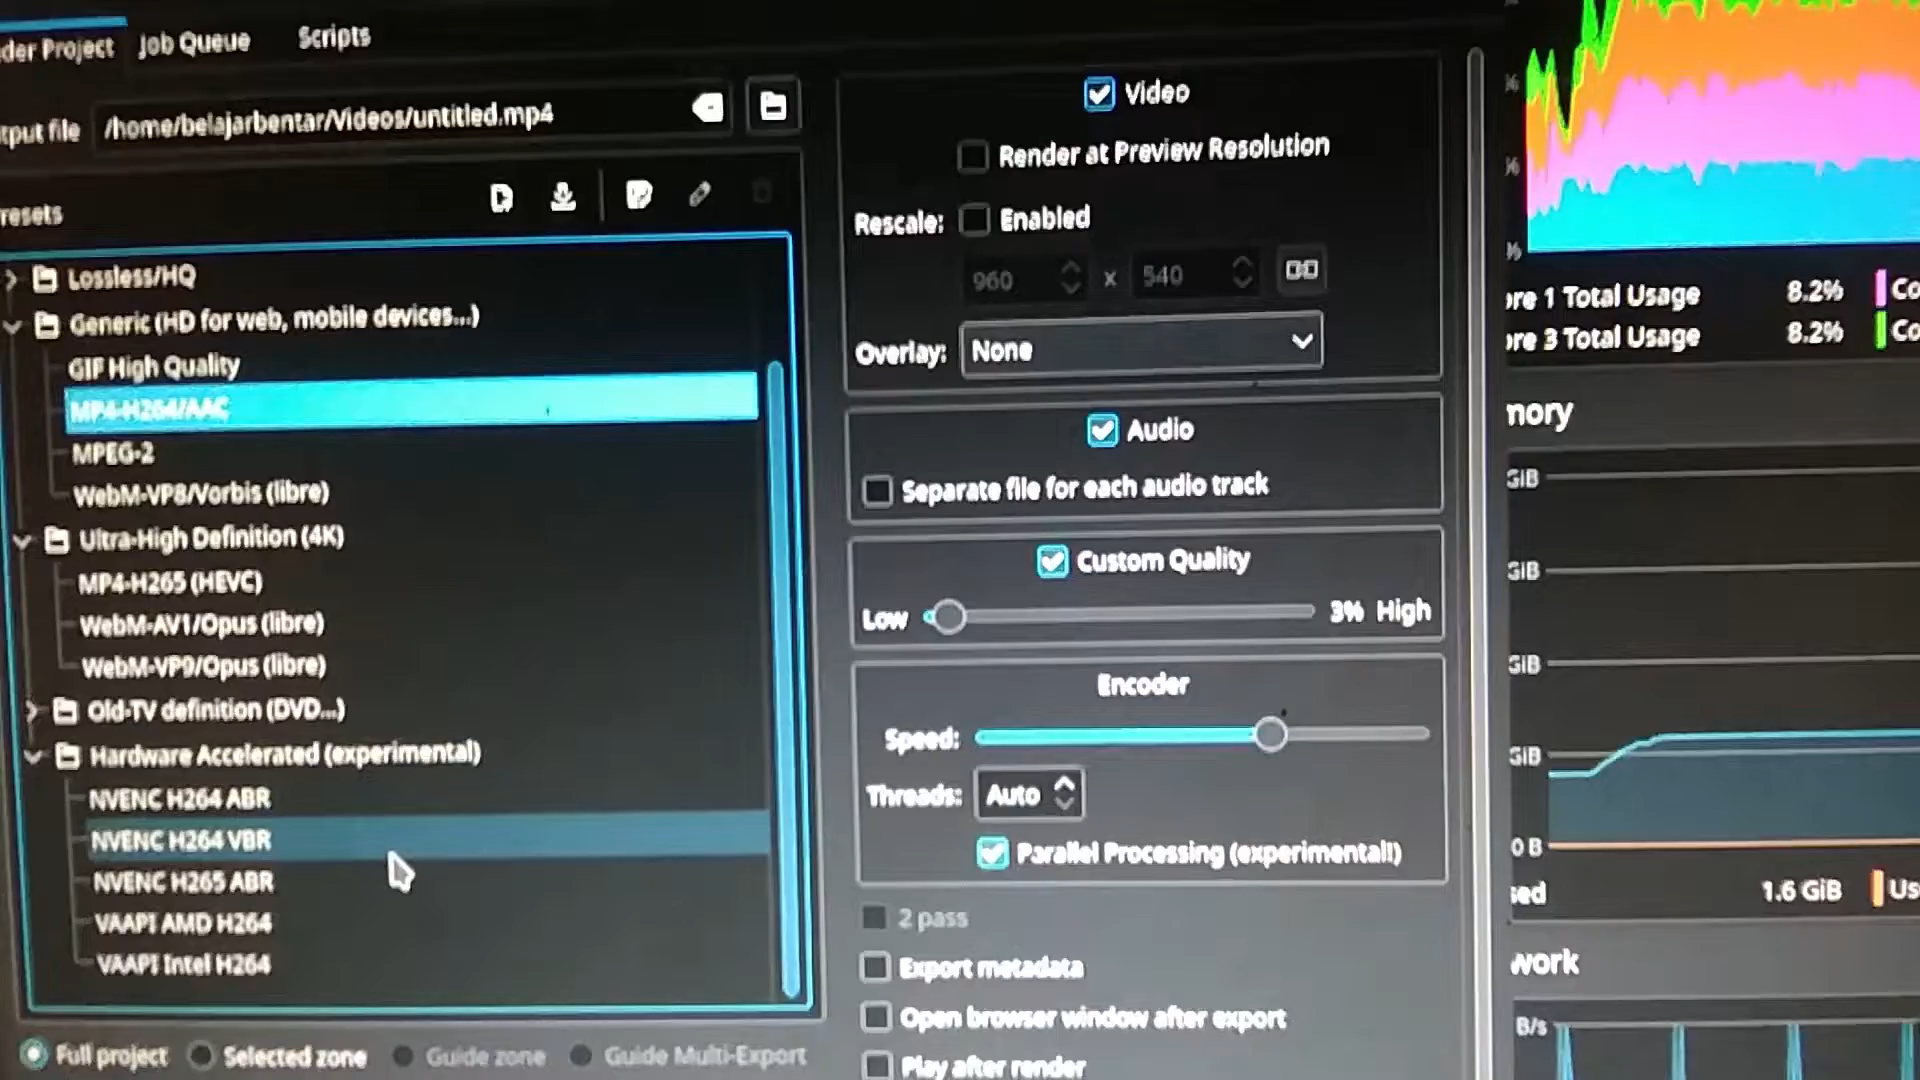 der Project Job Queue Scripts
tput file /home/belajarbentar/Videos/untitled.mp4
resets
Lossless/HQ
Generic (HD for web, mobile devices...)
GIF High Quality
MP4-H264/AAC
MPEG-2
WebM-VP8/Vorbis (libre)
Ultra-High Definition (4K)
MP4-H265 (HEVC)
WebM-AV1/Opus (libre)
WebM-VP9/Opus (libre)
Old-TV definition (DVD...)
Hardware Accelerated (experimental)
NVENC H264 ABR
NVENC H264 VBR
NVENC H265 ABR
VAAPI AMD H264
VAAPI Intel H264
Full project Selected zone Guide zone Guide Multi-Export
Video
Render at Preview Resolution
Rescale: Enabled
960 x 540
Overlay: None
Audio
Separate file for each audio track
Custom Quality
Low 3% High
Encoder
Speed:
Threads: Auto
Parallel Processing (experimental!)
2 pass
Export metadata
Open browser window after export
Play after render
%
%
%
ore 1 Total Usage 8.2% Co
ore 3 Total Usage 8.2% Co
mory
GiB
GiB
GiB
GiB
0 B
sed 1.6 GiB Us
work
B/s